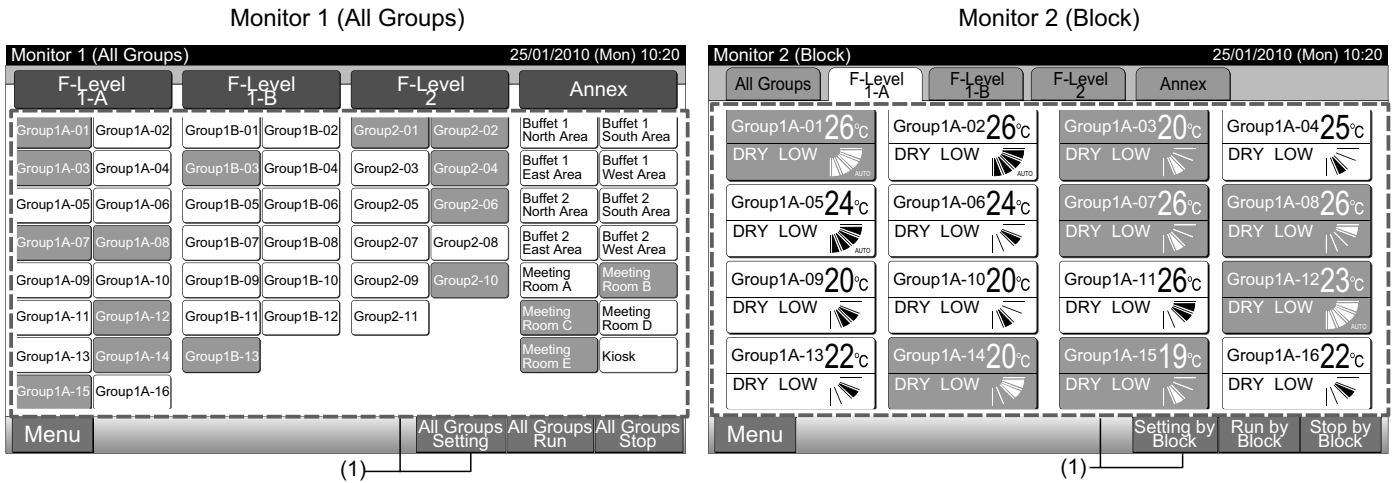 Monitor 1 (All Groups)
Monitor 2 (Block)
Monitor 1 (All Groups) 25/01/2010 (Mon) 10:20
F-Level 1-A
F-Level 1-B
F-Level 2
Annex
Group1A-01 Group1A-02 Group1B-01 Group1B-02 Group2-01 Group2-02 Buffet 1 North Area Buffet 1 South Area
Group1A-03 Group1A-04 Group1B-03 Group1B-04 Group2-03 Group2-04 Buffet 1 East Area Buffet 1 West Area
Group1A-05 Group1A-06 Group1B-05 Group1B-06 Group2-05 Group2-06 Buffet 2 North Area Buffet 2 South Area
Group1A-07 Group1A-08 Group1B-07 Group1B-08 Group2-07 Group2-08 Buffet 2 East Area Buffet 2 West Area
Group1A-09 Group1A-10 Group1B-09 Group1B-10 Group2-09 Group2-10 Meeting Room A Meeting Room B
Group1A-11 Group1A-12 Group1B-11 Group1B-12 Group2-11 Meeting Room C Meeting Room D
Group1A-13 Group1A-14 Group1B-13 Meeting Room E Kiosk
Group1A-15 Group1A-16
Menu
All Groups Setting
All Groups Run
All Groups Stop
(1)
Monitor 2 (Block) 25/01/2010 (Mon) 10:20
All Groups
F-Level 1-A
F-Level 1-B
F-Level 2
Annex
Group1A-01 26°C Group1A-02 26°C Group1A-03 20°C Group1A-04 25°C
DRY LOW AUTO DRY LOW AUTO DRY LOW DRY LOW
Group1A-05 24°C Group1A-06 24°C Group1A-07 26°C Group1A-08 26°C
DRY LOW AUTO DRY LOW DRY LOW DRY LOW
Group1A-09 20°C Group1A-10 20°C Group1A-11 26°C Group1A-12 23°C
DRY LOW DRY LOW DRY LOW DRY LOW AUTO
Group1A-13 22°C Group1A-14 20°C Group1A-15 19°C Group1A-16 22°C
DRY LOW DRY LOW DRY LOW DRY LOW
Menu
Setting by Block
Run by Block
Stop by Block
(1)